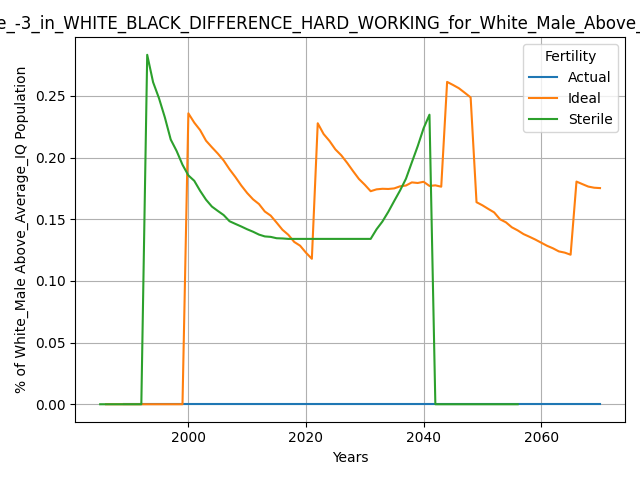 e_-3_in_WHITE_BLACK_DIFFERENCE_HARD_WORKING_for_White_Male_Above_
% of White_Male Above_Average_IQ Population
0.25
0.20
0.15
0.10
0.05
0.00
Fertility
Actual
Ideal
Sterile
2000 2020 2040 2060
Years